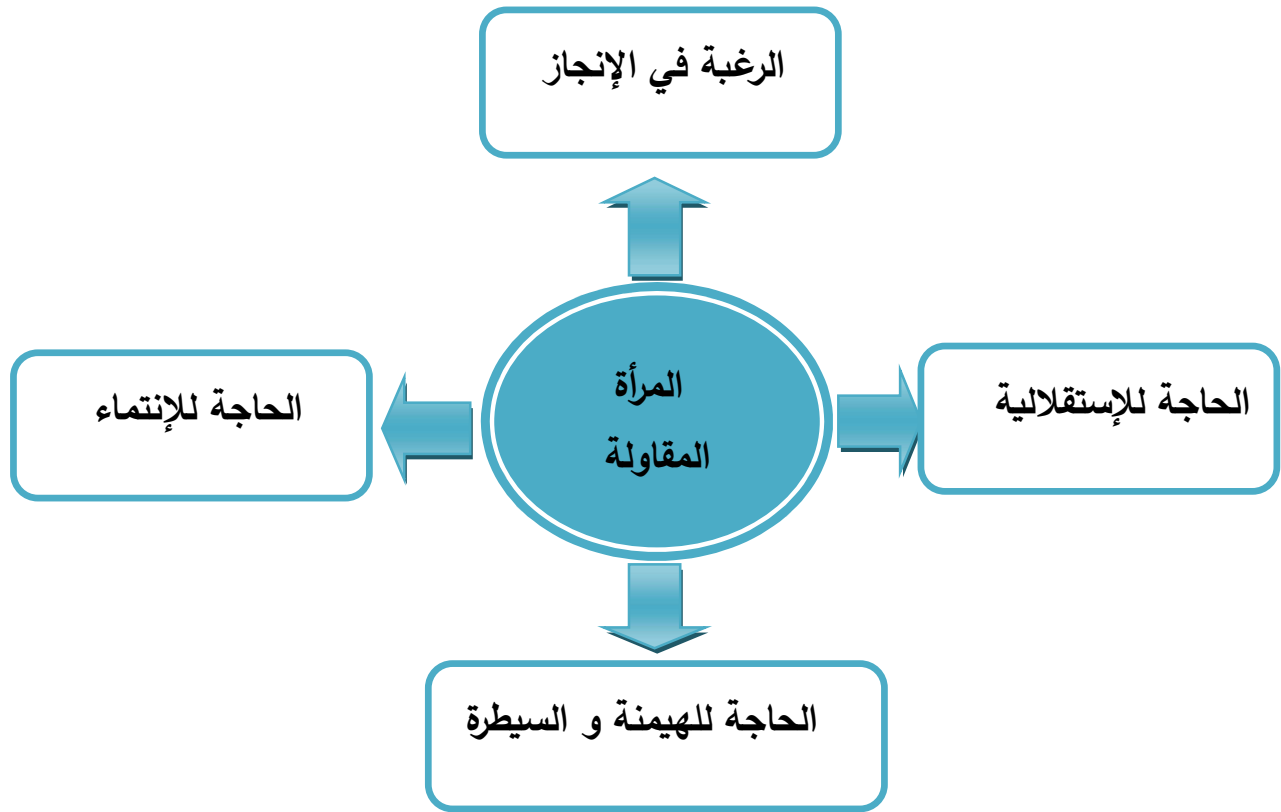 الرغبة في الإنجاز
الحاجة للإستقلالية
المرأة
المقاولة
الحاجة للإنتماء
الحاجة للهيمنة و السيطرة